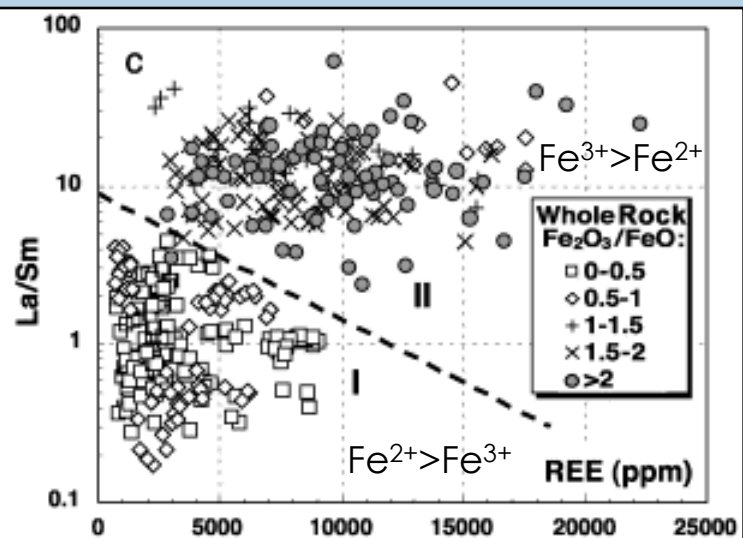 100
C
Fe³⁺>Fe²⁺
10
Whole Rock
Fe₂O₃/FeO:
0-0.5
0.5-1
1-1.5
1.5-2
>2
La/Sm
II
1
I
Fe²⁺>Fe³⁺
REE (ppm)
0.1
0 5000 10000 15000 20000 25000